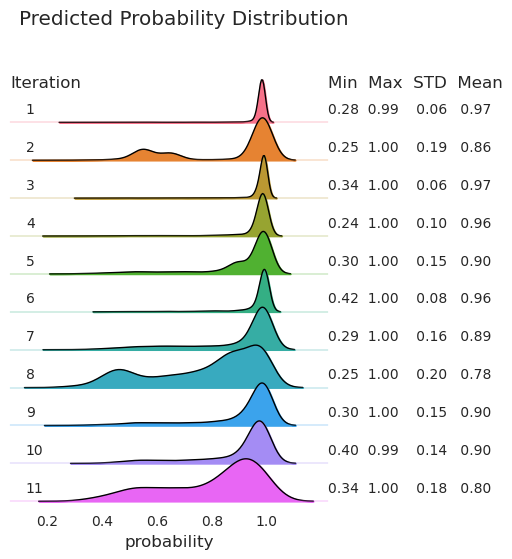 Predicted Probability Distribution
Iteration Min Max STD Mean
1 0.28 0.99 0.06 0.97
2 0.25 1.00 0.19 0.86
3 0.34 1.00 0.06 0.97
4 0.24 1.00 0.10 0.96
5 0.30 1.00 0.15 0.90
6 0.42 1.00 0.08 0.96
7 0.29 1.00 0.16 0.89
8 0.25 1.00 0.20 0.78
9 0.30 1.00 0.15 0.90
10 0.40 0.99 0.14 0.90
11 0.34 1.00 0.18 0.80
0.2 0.4 0.6 0.8 1.0
probability